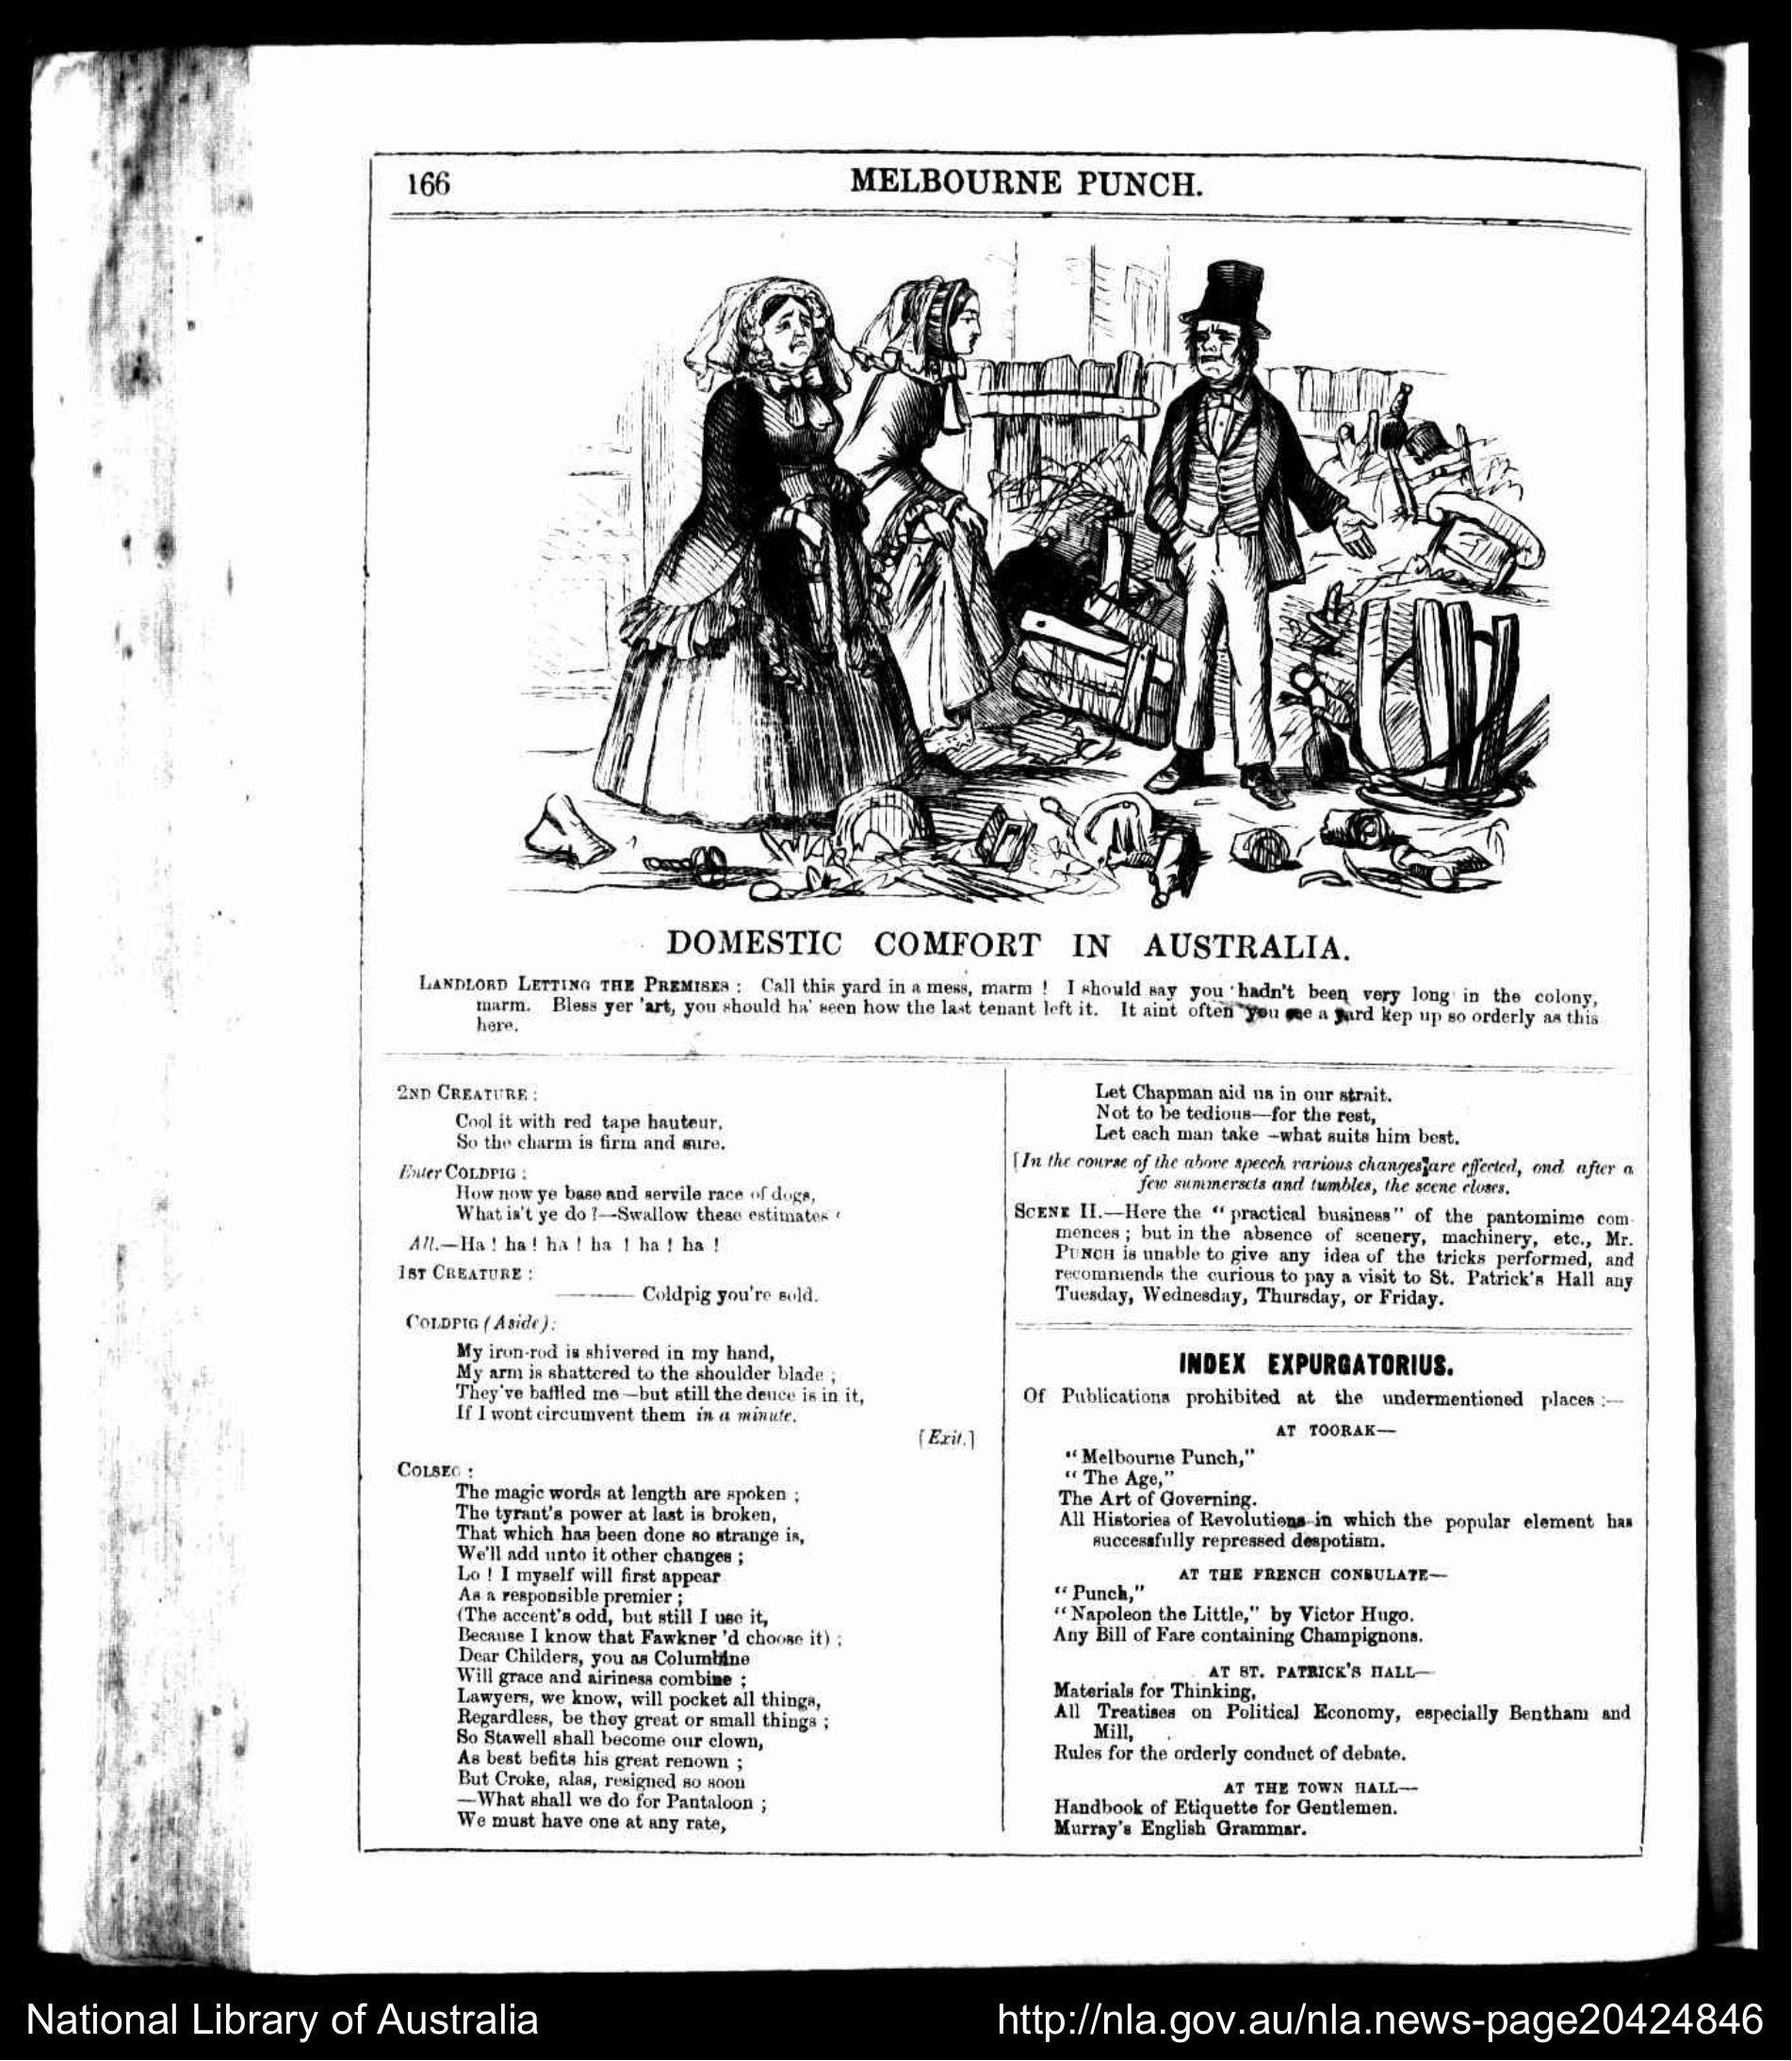 166
MELBOURNE PUNCH.
DOMESTIC COMFORT IN AUSTRALIA.
LANDLORD LETTING THE PREMISES : Call this yard in a mess, marm ! I should say you hadn't been very long in the colony,
marm. Bless yer 'art, you should ha' seen how the last tenant left it. It aint often you see a yard kep up so orderly as this
here.
2ND CREATURE :
Cool it with red tape hauteur,
So the charm is firm and sure.
Enter COLDPIG :
How now ye base and servile race of dogs,
What is't ye do ?—Swallow these estimates
All.—Ha ! ha ! ha ! ha ! ha ! ha !
1ST CREATURE :
——— Coldpig you're sold.
COLDPIG (Aside) :
My iron-rod is shivered in my hand,
My arm is shattered to the shoulder blade ;
They've baffled me—but still the deuce is in it,
If I wont circumvent them in a minute.
[Exit.]
COLSEC :
The magic words at length are spoken ;
The tyrant's power at last is broken,
That which has been done so strange is,
We'll add unto it other changes ;
Lo ! I myself will first appear
As a responsible premier ;
(The accent's odd, but still I use it,
Because I know that Fawkner 'd choose it) ;
Dear Childers, you as Columbine
Will grace and airiness combine ;
Lawyers, we know, will pocket all things,
Regardless, be they great or small things ;
So Stawell shall become our clown,
As best befits his great renown ;
But Croke, alas, resigned so soon
—What shall we do for Pantaloon ;
We must have one at any rate,
Let Chapman aid us in our strait.
Not to be tedious—for the rest,
Let each man take —what suits him best.
[In the course of the above speech various changes are effected, and after a
few summersets and tumbles, the scene closes.
SCENE II.—Here the "practical business" of the pantomime com-
mences ; but in the absence of scenery, machinery, etc., Mr.
PUNCH is unable to give any idea of the tricks performed, and
recommends the curious to pay a visit to St. Patrick's Hall any
Tuesday, Wednesday, Thursday, or Friday.
INDEX EXPURGATORIUS.
Of Publications prohibited at the undermentioned places :—
AT TOORAK—
"Melbourne Punch,"
"The Age,"
The Art of Governing.
All Histories of Revolutions in which the popular element has
successfully repressed despotism.
AT THE FRENCH CONSULATE—
"Punch,"
"Napoleon the Little," by Victor Hugo.
Any Bill of Fare containing Champignons.
AT ST. PATRICK'S HALL—
Materials for Thinking,
All Treatises on Political Economy, especially Bentham and
Mill,
Rules for the orderly conduct of debate.
AT THE TOWN HALL—
Handbook of Etiquette for Gentlemen.
Murray's English Grammar.
National Library of Australia
http://nla.gov.au/nla.news-page20424846